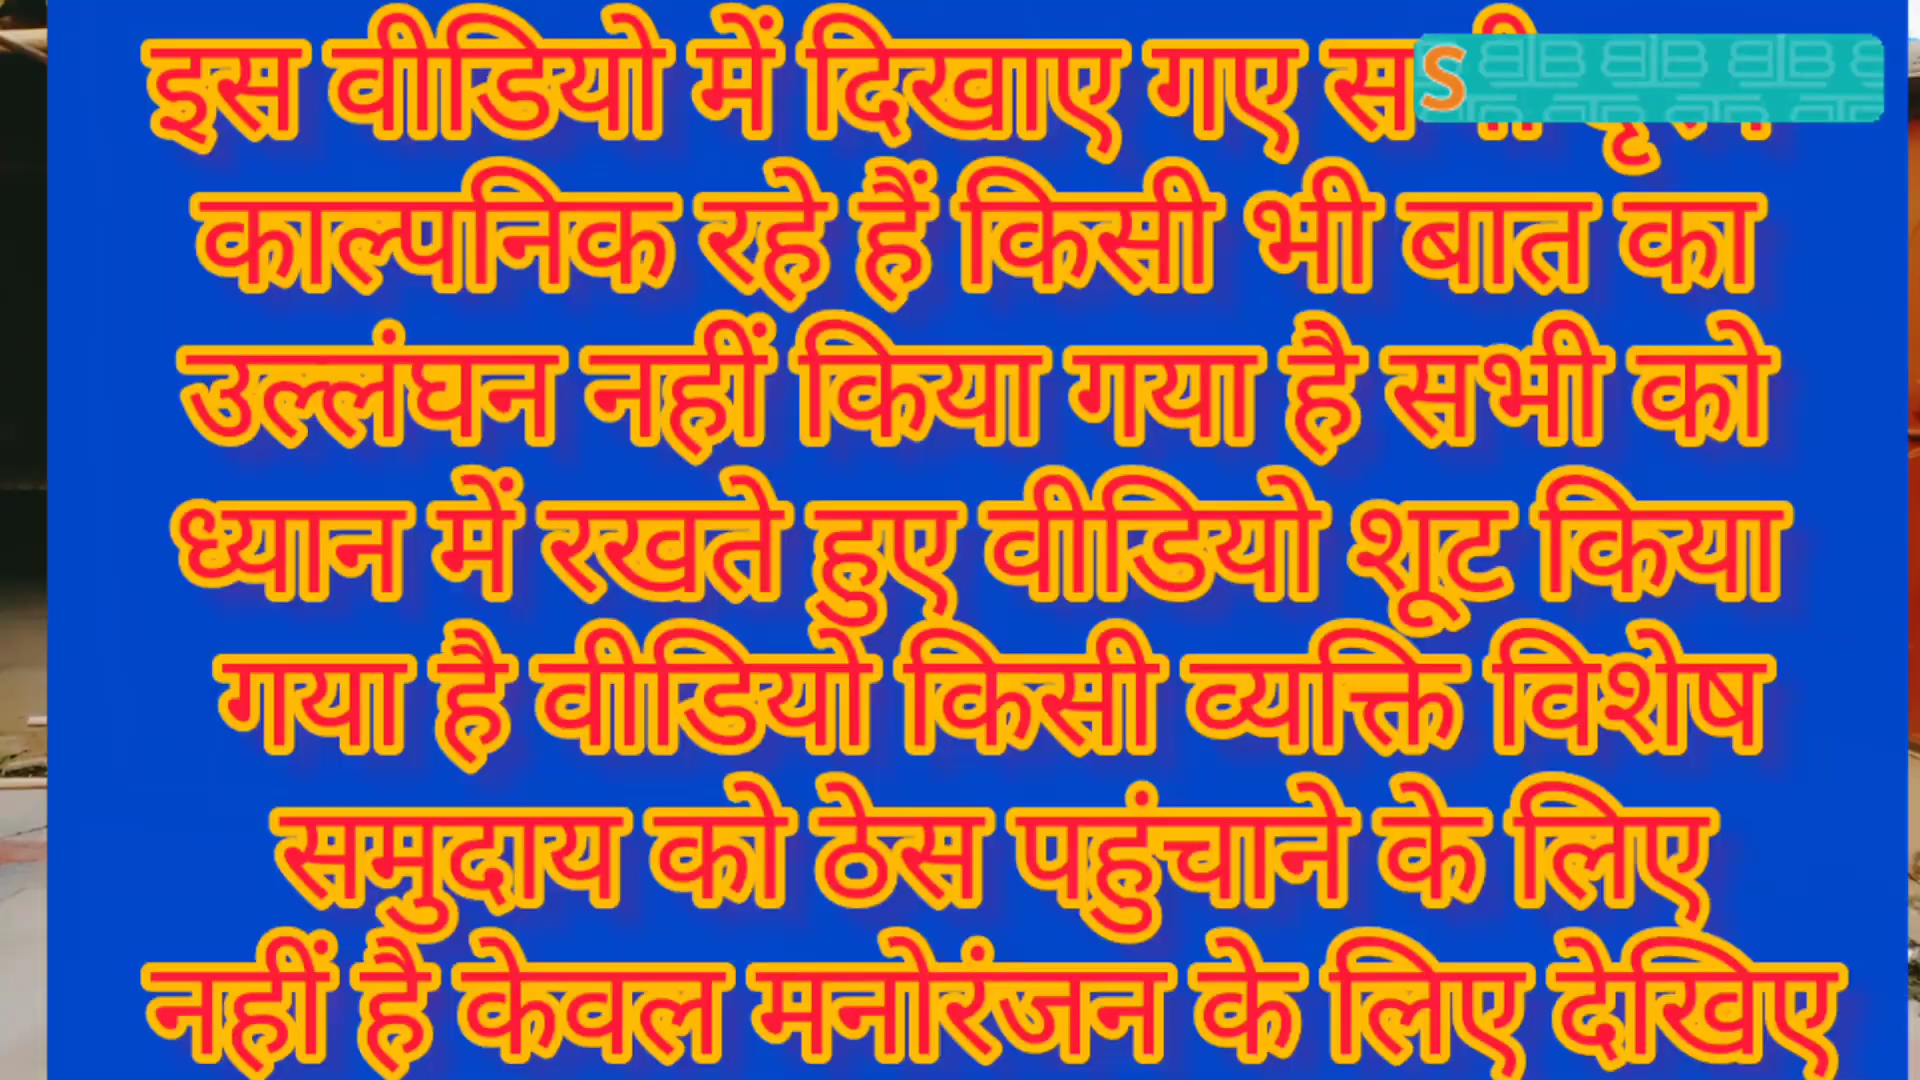 इस वीडियो में दिखाए गए
S
काल्पनिक रहे हैं किसी भी बात का
उल्लंघन नहीं किया गया है सभी को
ध्यान में रखते हुए वीडियो शूट किया
गया है वीडियो किसी व्यक्ति विशेष
समुदाय को ठेस पहुंचाने के लिए
नहीं है केवल मनोरंजन के लिए देखिए